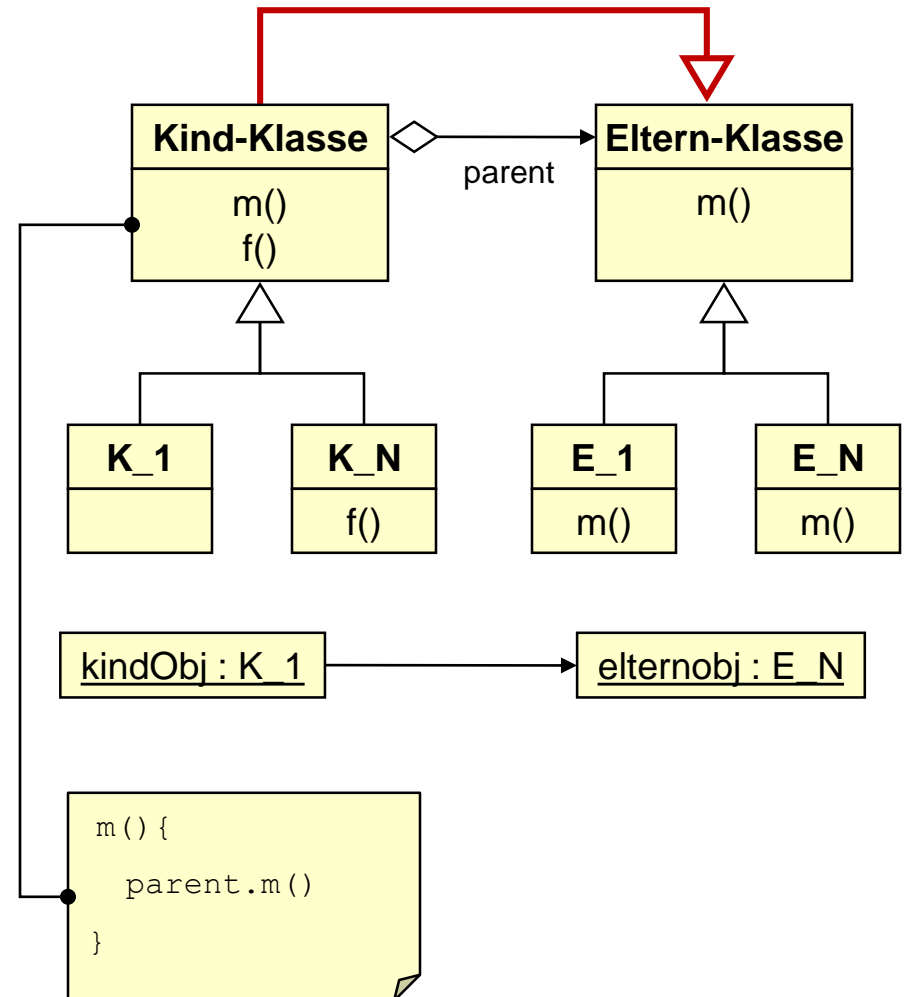 Kind-Klasse
m()
f()
parent
Eltern-Klasse
m()
K_1
K_N
f()
E_1
m()
E_N
m()
kindObj : K_1
elternobj : E_N
m(){
parent.m()
}